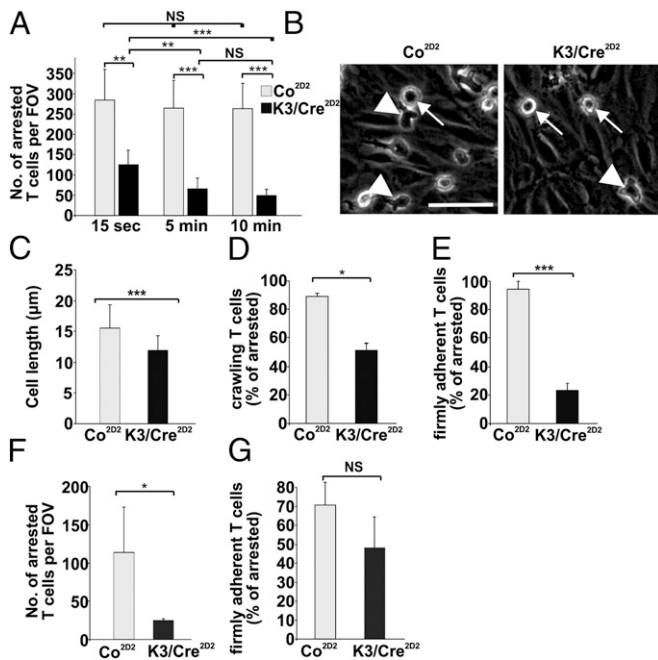 A
NS
***
**
NS
**
***
***
No. of arrested
T cells per FOV
350
300
250
200
150
100
50
0
15 sec 5 min 10 min
Co2D2
K3/Cre2D2
B
Co2D2 K3/Cre2D2
C
***
Cell length (µm)
25
20
15
10
5
0
Co2D2 K3/Cre2D2
D
*
crawling T cells
(% of arrested)
100
80
60
40
20
0
Co2D2 K3/Cre2D2
E
***
firmly adherent T cells
(% of arrested)
100
80
60
40
20
0
Co2D2 K3/Cre2D2
F
*
No. of arrested
T cells per FOV
200
150
100
50
0
Co2D2 K3/Cre2D2
G
NS
firmly adherent T cells
(% of arrested)
80
70
60
50
40
30
20
10
0
Co2D2 K3/Cre2D2